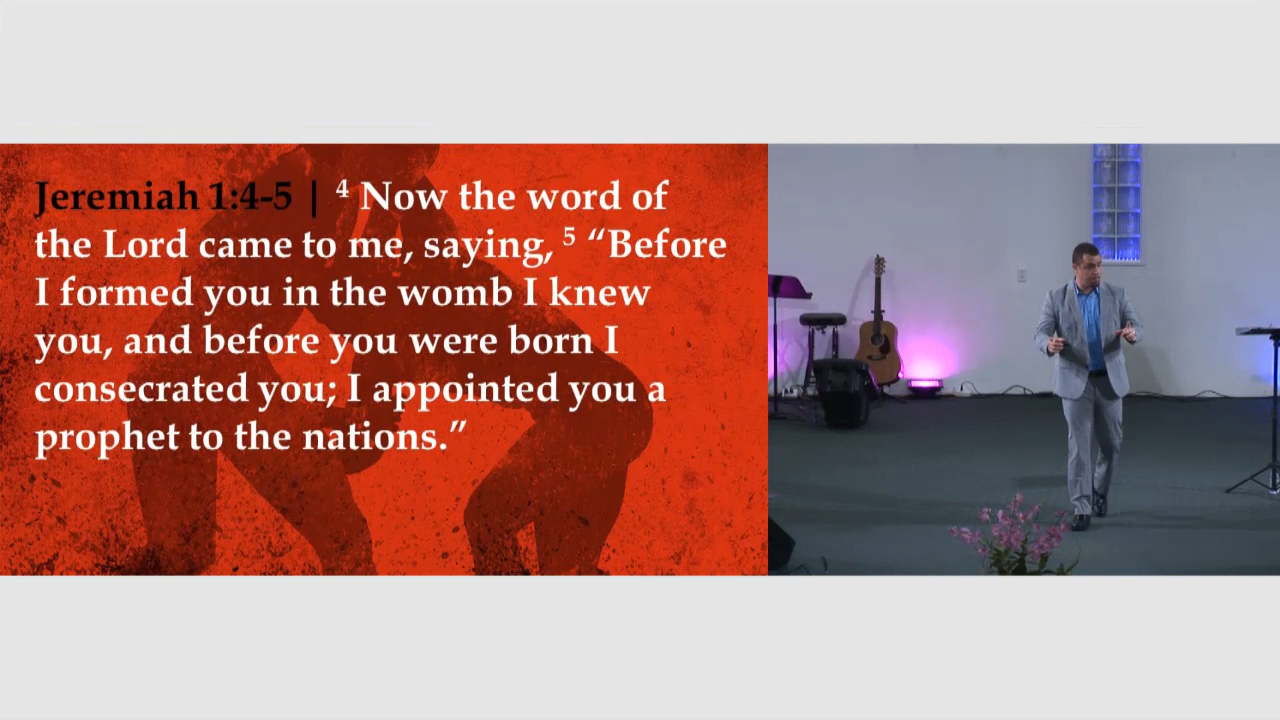 Jeremiah 1:4-5 | ⁴ Now the word of
the Lord came to me, saying, ⁵ “Before
I formed you in the womb I knew
you, and before you were born I
consecrated you; I appointed you a
prophet to the nations.”